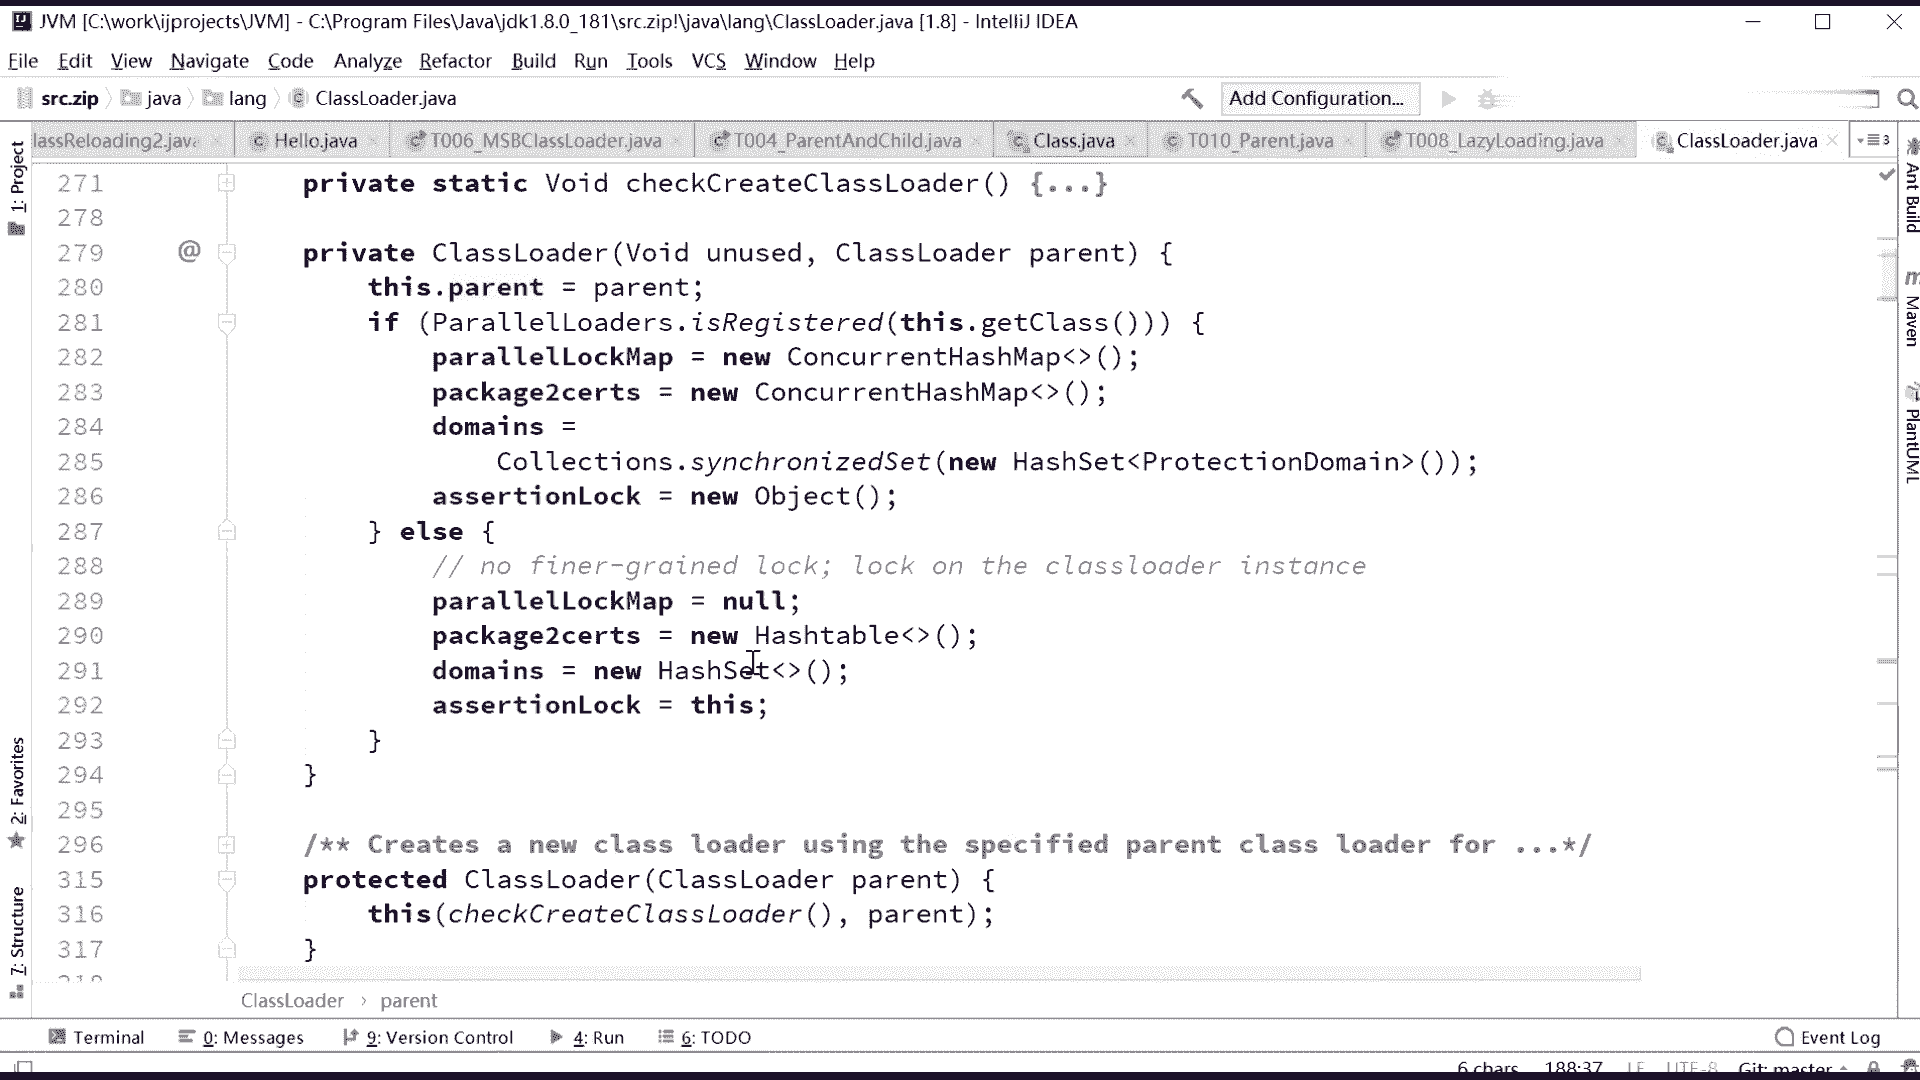 JVM [C:\work\ijprojects\JVM] - C:\Program Files\Java\jdk1.8.0_181\src.zip!\java\lang\ClassLoader.java [1.8] - IntelliJ IDEA
File Edit View Navigate Code Analyze Refactor Build Run Tools VCS Window Help
src.zip java lang ClassLoader.java Add Configuration...
lassReloading2.java Hello.java T006_MSBClassLoader.java T004_ParentAndChild.java Class.java T010_Parent.java T008_LazyLoading.java ClassLoader.java 3
271 private static Void checkCreateClassLoader() {...}
278
279 @ private ClassLoader(Void unused, ClassLoader parent) {
280 this.parent = parent;
281 if (ParallelLoaders.isRegistered(this.getClass())) {
282 parallelLockMap = new ConcurrentHashMap<>();
283 package2certs = new ConcurrentHashMap<>();
284 domains =
285 Collections.synchronizedSet(new HashSet<ProtectionDomain>());
286 assertionLock = new Object();
287 } else {
288 // no finer-grained lock; lock on the classloader instance
289 parallelLockMap = null;
290 package2certs = new Hashtable<>();
291 domains = new HashSet<>();
292 assertionLock = this;
293 }
294 }
295
296 /** Creates a new class loader using the specified parent class loader for ...*/
315 protected ClassLoader(ClassLoader parent) {
316 this(checkCreateClassLoader(), parent);
317 }
ClassLoader › parent
Terminal 0: Messages 9: Version Control 4: Run 6: TODO Event Log
6 chars 188:37 LF UTF-8 Git: master
1: Project
2: Favorites
7: Structure
Ant Build
Maven
PlantUML